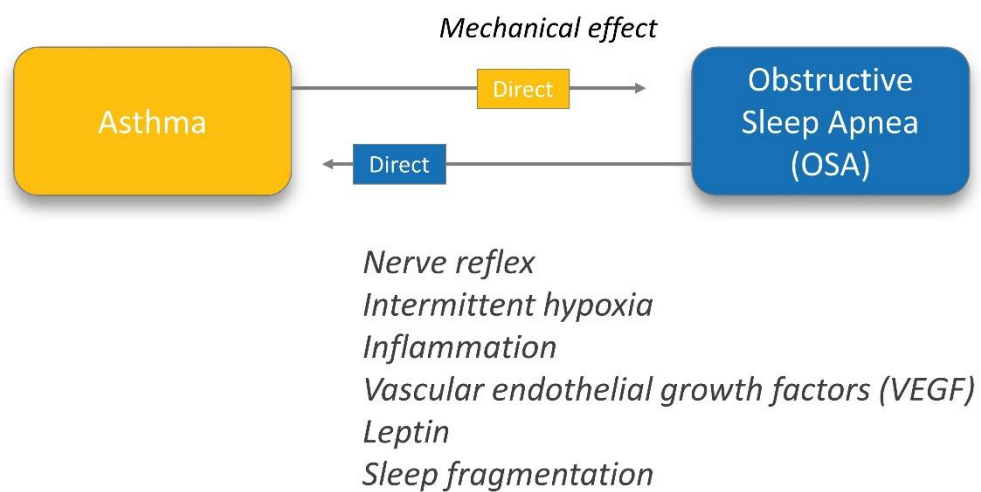 Mechanical effect
Asthma
Direct
Obstructive
Sleep Apnea
(OSA)
Direct
Nerve reflex
Intermittent hypoxia
Inflammation
Vascular endothelial growth factors (VEGF)
Leptin
Sleep fragmentation